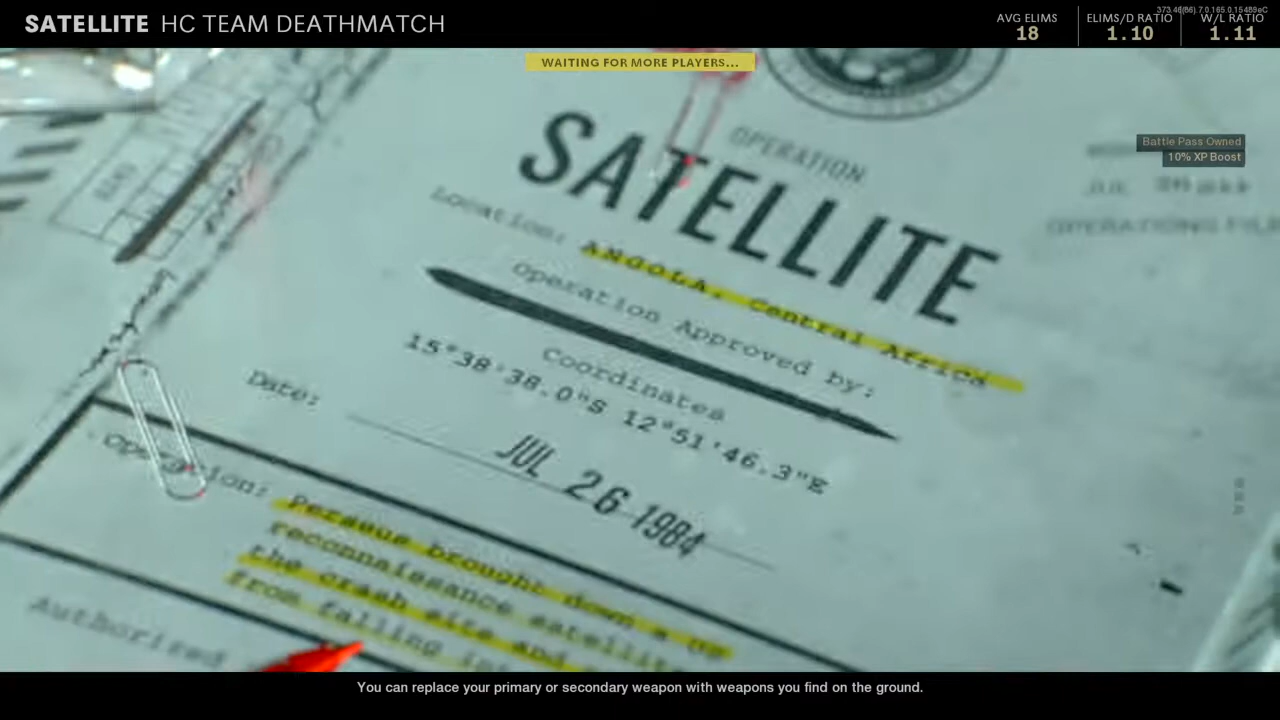 SATELLITE HC TEAM DEATHMATCH
AVG ELIMS
18
ELIMS/D RATIO
1.10
W/L RATIO
1.11
WAITING FOR MORE PLAYERS...
Battle Pass Owned
10% XP Boost
OPERATION
SATELLITE
Location: ANGOLA, Central Africa
Operation Approved by:
Coordinates
15°38'38.0"S 12°51'46.3"E
Date:
JUL 26 1984
Operation: Perseus brought down a US
reconnaissance satellite
the crash site and
from falling
Authorized
You can replace your primary or secondary weapon with weapons you find on the ground.